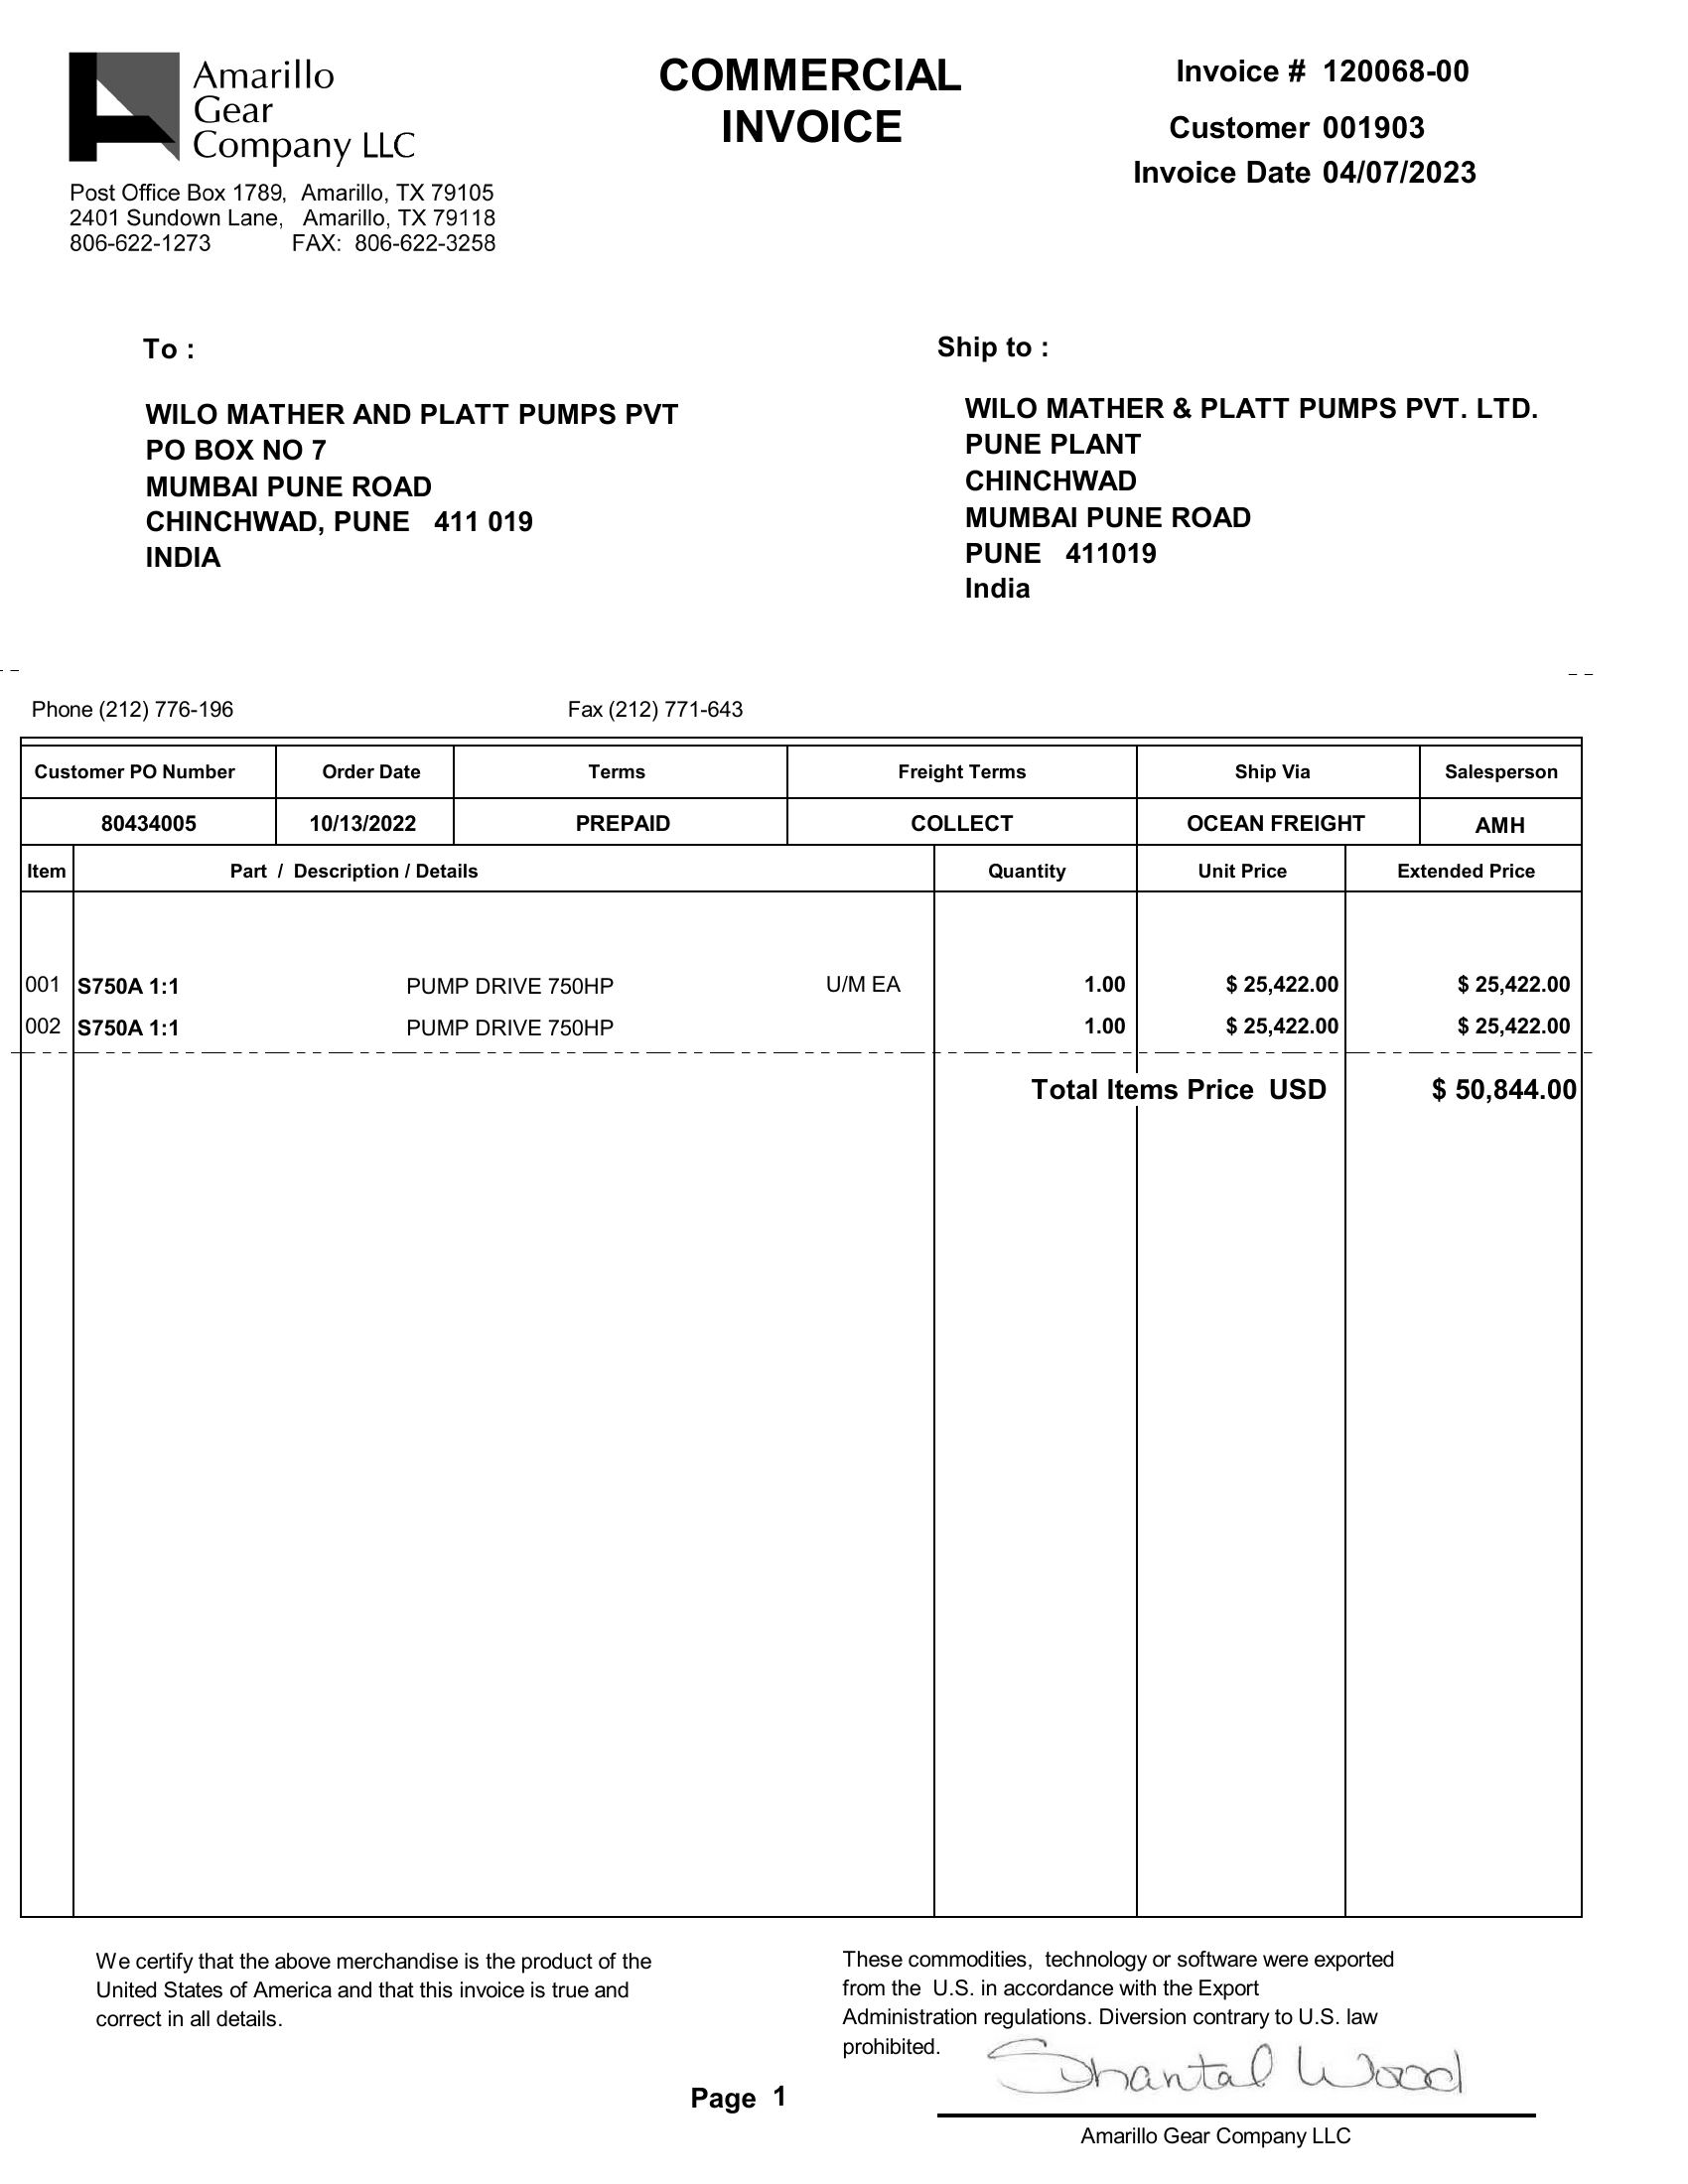 Amarillo
Gear
Company LLC
Post Office Box 1789, Amarillo, TX 79105
2401 Sundown Lane, Amarillo, TX 79118
806-622-1273 FAX: 806-622-3258
COMMERCIAL
INVOICE
Invoice # 120068-00
Customer 001903
Invoice Date 04/07/2023
To :
WILO MATHER AND PLATT PUMPS PVT
PO BOX NO 7
MUMBAI PUNE ROAD
CHINCHWAD, PUNE 411 019
INDIA
Ship to :
WILO MATHER & PLATT PUMPS PVT. LTD.
PUNE PLANT
CHINCHWAD
MUMBAI PUNE ROAD
PUNE 411019
India
Phone (212) 776-196 Fax (212) 771-643
Customer PO Number Order Date Terms Freight Terms Ship Via Salesperson
80434005 10/13/2022 PREPAID COLLECT OCEAN FREIGHT AMH
Item Part / Description / Details Quantity Unit Price Extended Price
001 S750A 1:1 PUMP DRIVE 750HP U/M EA 1.00 $ 25,422.00 $ 25,422.00
002 S750A 1:1 PUMP DRIVE 750HP 1.00 $ 25,422.00 $ 25,422.00
Total Items Price USD $ 50,844.00
We certify that the above merchandise is the product of the
United States of America and that this invoice is true and
correct in all details.
These commodities, technology or software were exported
from the U.S. in accordance with the Export
Administration regulations. Diversion contrary to U.S. law
prohibited.
Shantal Wood
Page 1
Amarillo Gear Company LLC